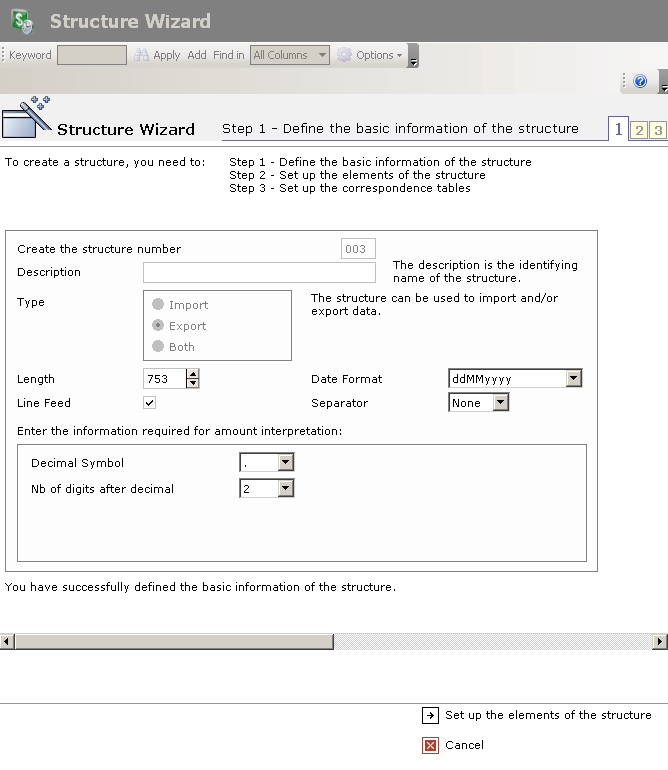 Structure Wizard
Keyword Apply Add Find in All Columns Options
Structure Wizard Step 1 - Define the basic information of the structure 1 2 3
To create a structure, you need to: Step 1 - Define the basic information of the structure
Step 2 - Set up the elements of the structure
Step 3 - Set up the correspondence tables
Create the structure number 003
Description The description is the identifying
name of the structure.
Type The structure can be used to import and/or
export data.
Import
Export
Both
Length 753 Date Format ddMMyyyy
Line Feed Separator None
Enter the information required for amount interpretation:
Decimal Symbol .
Nb of digits after decimal 2
You have successfully defined the basic information of the structure.
Set up the elements of the structure
Cancel